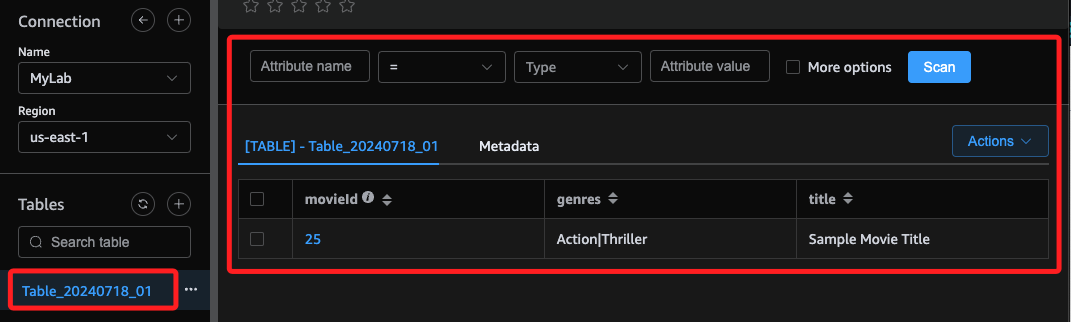 Connection
Name
MyLab
Region
us-east-1
Tables
Search table
Table_20240718_01 ...
Attribute name = Type Attribute value More options Scan
[TABLE] - Table_20240718_01 Metadata Actions
movieId genres title
25 Action|Thriller Sample Movie Title